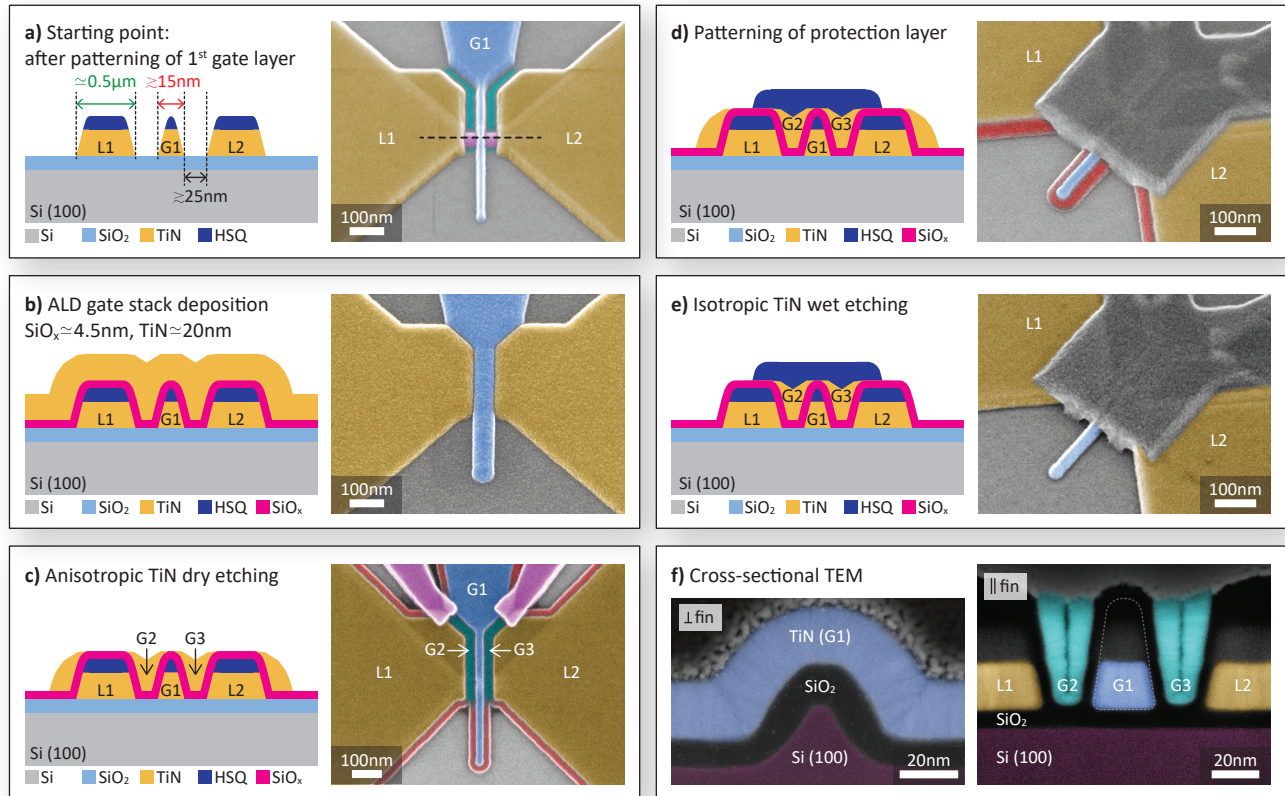 a) Starting point:
after patterning of 1st gate layer
≃0.5μm
≳15nm
L1
G1
L2
≳25nm
Si (100)
Si SiO₂ TiN HSQ SiOₓ
G1
L1
L2
100nm
b) ALD gate stack deposition
SiOₓ≃4.5nm, TiN≃20nm
L1
G1
L2
Si (100)
Si SiO₂ TiN HSQ SiOₓ
100nm
c) Anisotropic TiN dry etching
G2
G3
L1
G1
L2
Si (100)
Si SiO₂ TiN HSQ SiOₓ
G1
G2
G3
L1
L2
100nm
d) Patterning of protection layer
G2
G3
L1
G1
L2
Si (100)
Si SiO₂ TiN HSQ SiOₓ
L1
L2
100nm
e) Isotropic TiN wet etching
G2
G3
L1
G1
L2
Si (100)
Si SiO₂ TiN HSQ SiOₓ
L1
L2
100nm
f) Cross-sectional TEM
⊥fin
TiN (G1)
SiO₂
Si (100)
20nm
∥fin
L1
G2
G1
G3
L2
SiO₂
Si (100)
20nm